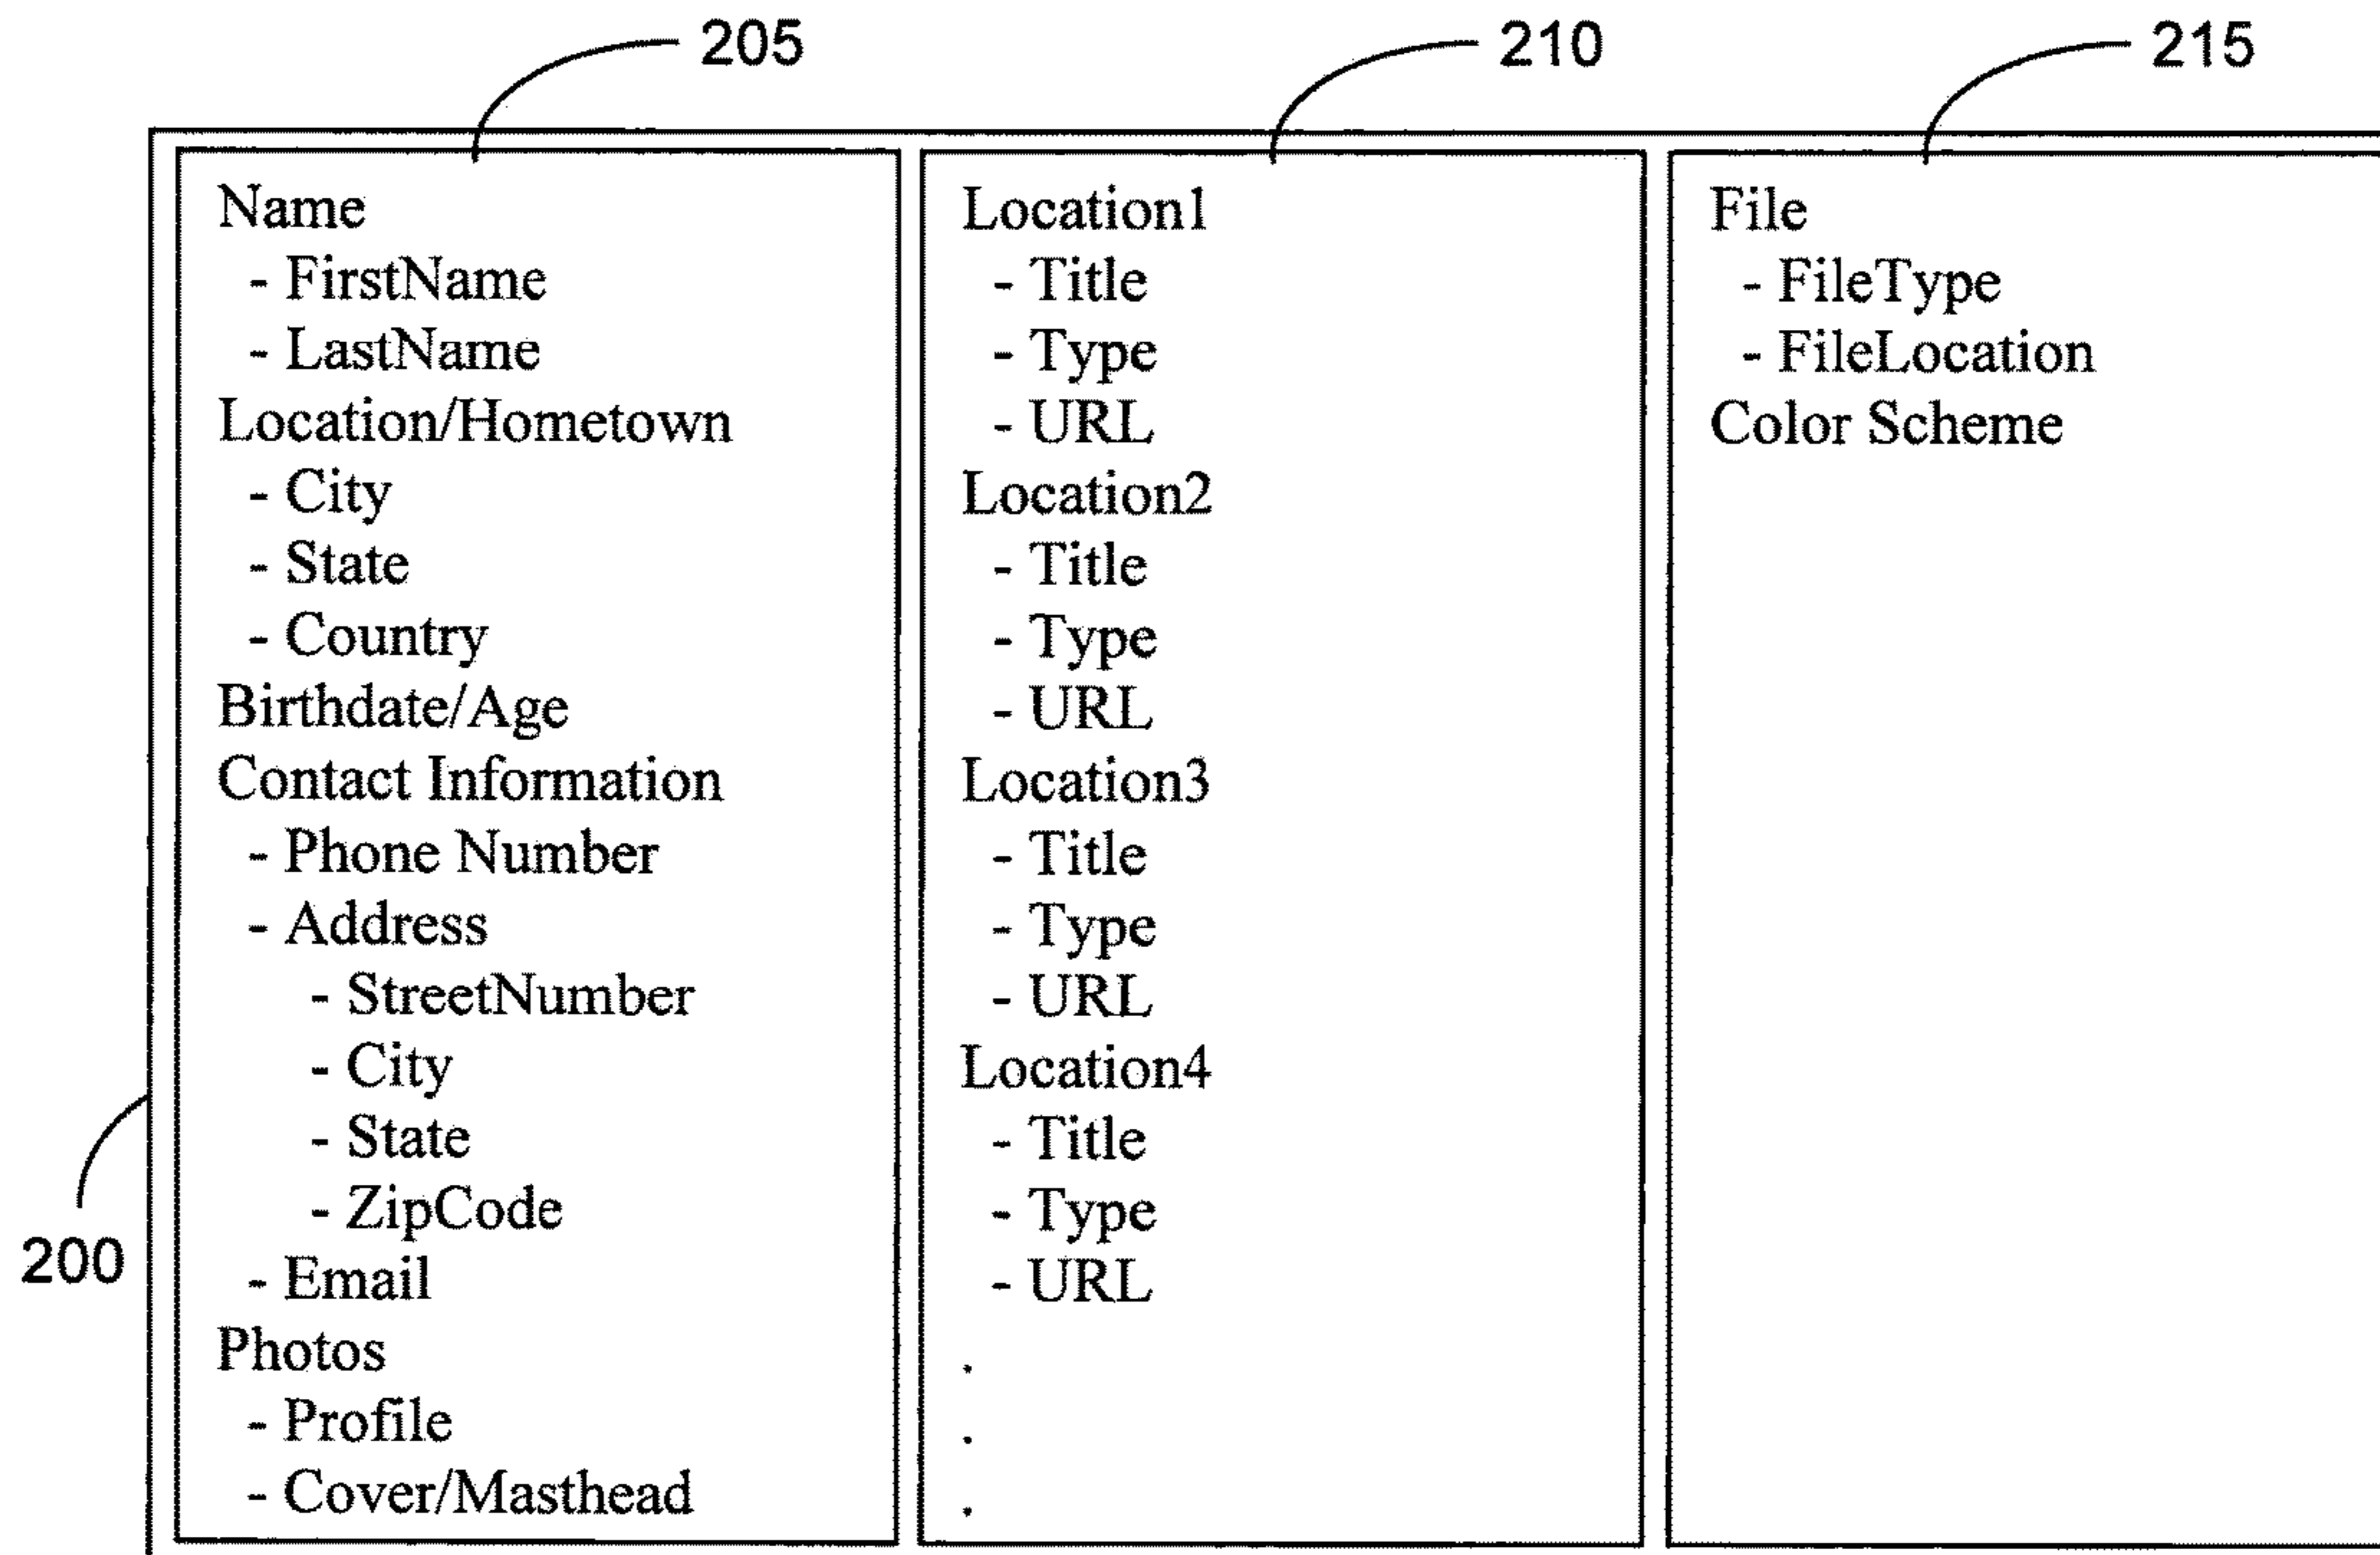 205
210
215
Name
- FirstName
- LastName
Location/Hometown
- City
- State
- Country
Birthdate/Age
Contact Information
- Phone Number
- Address
- StreetNumber
- City
- State
- ZipCode
- Email
Photos
- Profile
- Cover/Masthead
Location1
- Title
- Type
- URL
Location2
- Title
- Type
- URL
Location3
- Title
- Type
- URL
Location4
- Title
- Type
- URL
.
.
.
File
- FileType
- FileLocation
Color Scheme
200